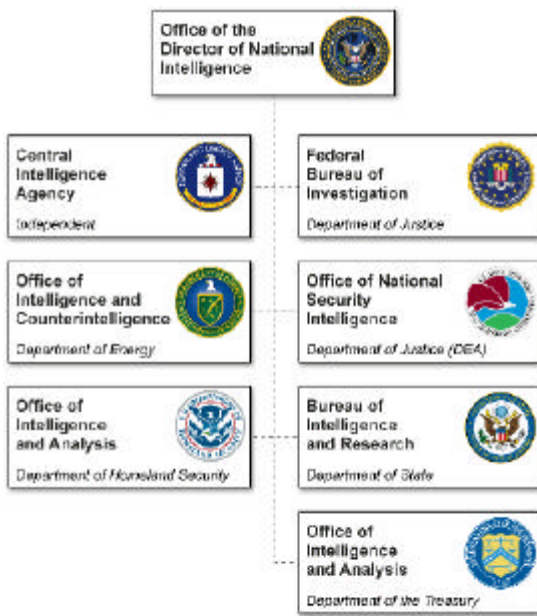 Office of the
Director of National
Intelligence
Central
Intelligence
Agency
Independent
Federal
Bureau of
Investigation
Department of Justice
Office of
Intelligence and
Counterintelligence
Department of Energy
Office of National
Security
Intelligence
Department of Justice (DEA)
Office of
Intelligence
and Analysis
Department of Homeland Security
Bureau of
Intelligence
and Research
Department of State
Office of
Intelligence
and Analysis
Department of the Treasury